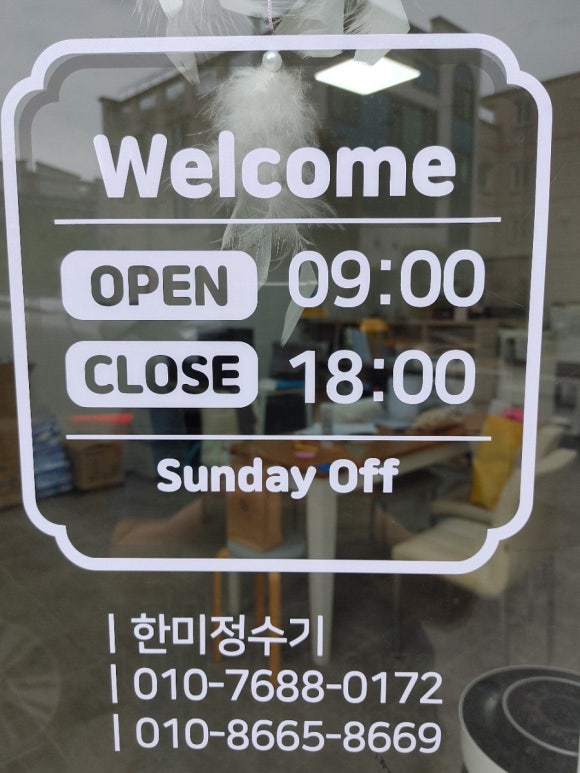 Welcome
OPEN 09:00
CLOSE 18:00
Sunday Off
| 한미정수기
| 010-7688-0172
| 010-8665-8669